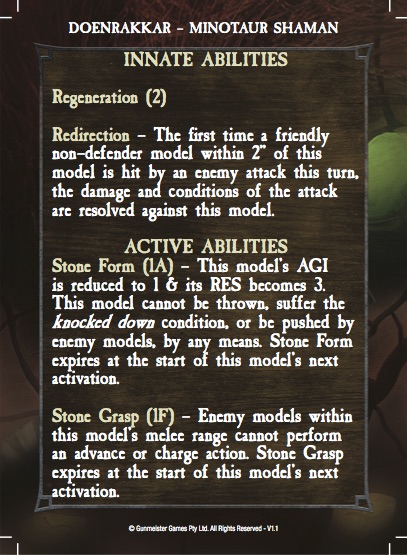 DOENRAKKAR – MINOTAUR SHAMAN
INNATE ABILITIES
Regeneration (2)
Redirection – The first time a friendly
non-defender model within 2" of this
model is hit by an enemy attack this turn,
the damage and conditions of the attack
are resolved against this model.
ACTIVE ABILITIES
Stone Form (1A) – This model's AGI
is reduced to 1 & its RES becomes 3.
This model cannot be thrown, suffer the
knocked down condition, or be pushed by
enemy models, by any means. Stone Form
expires at the start of this model's next
activation.
Stone Grasp (1F) – Enemy models within
this model's melee range cannot perform
an advance or charge action. Stone Grasp
expires at the start of this model's next
activation.
© Gunmeister Games Pty Ltd. All Rights Reserved - V1.1